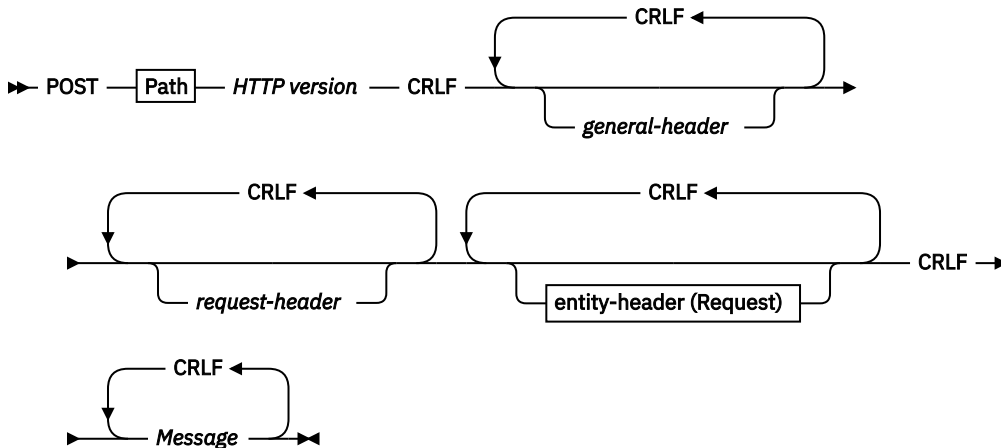 CRLF
POST Path HTTP version CRLF
general-header
CRLF CRLF
CRLF
request-header entity-header (Request)
CRLF
Message